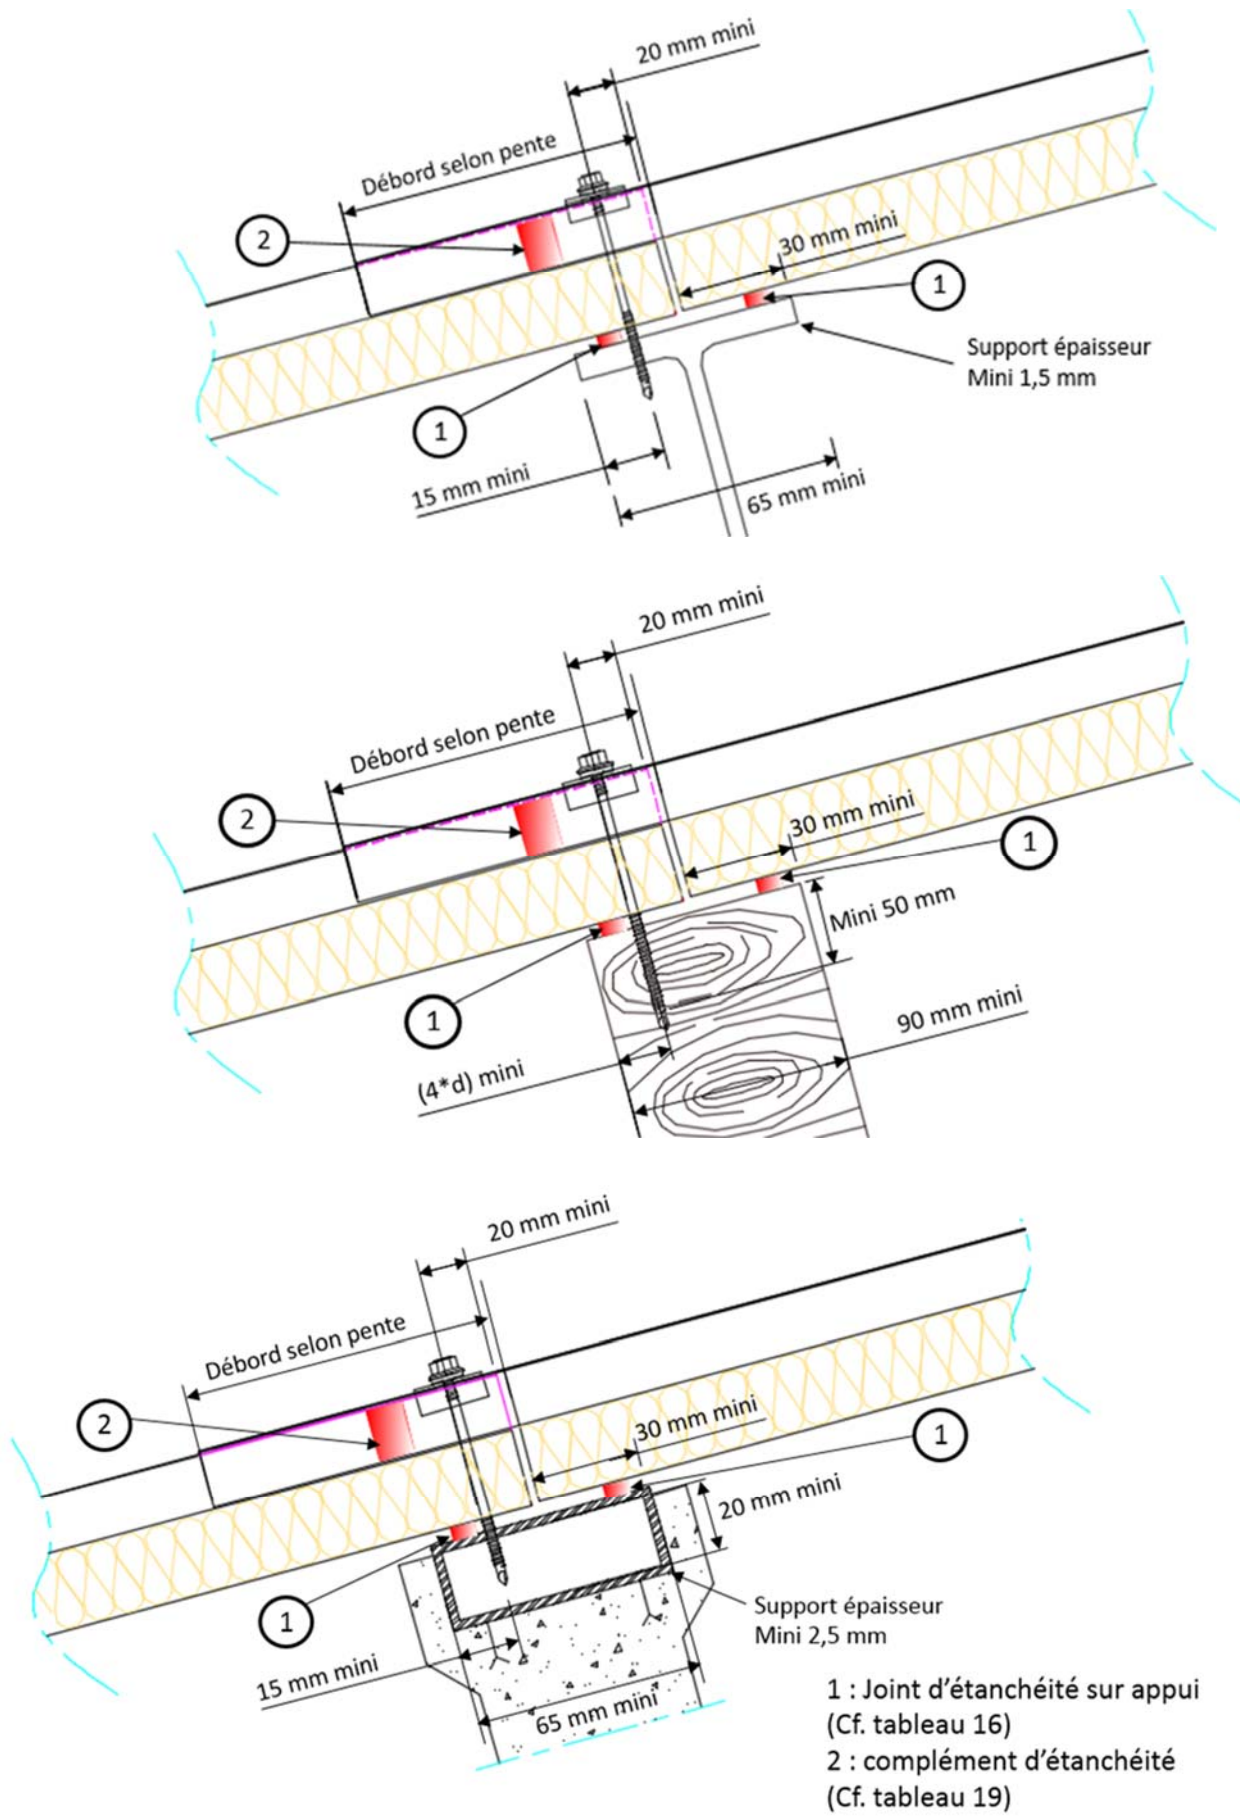 20 mm mini
Débord selon pente
2
30 mm mini
1
Support épaisseur
Mini 1,5 mm
1
15 mm mini
65 mm mini
20 mm mini
Débord selon pente
2
30 mm mini
1
Mini 50 mm
1
90 mm mini
(4*d) mini
20 mm mini
Débord selon pente
2
30 mm mini
1
20 mm mini
1
Support épaisseur
Mini 2,5 mm
15 mm mini
65 mm mini
1 : Joint d'étanchéité sur appui
(Cf. tableau 16)
2 : complément d'étanchéité
(Cf. tableau 19)